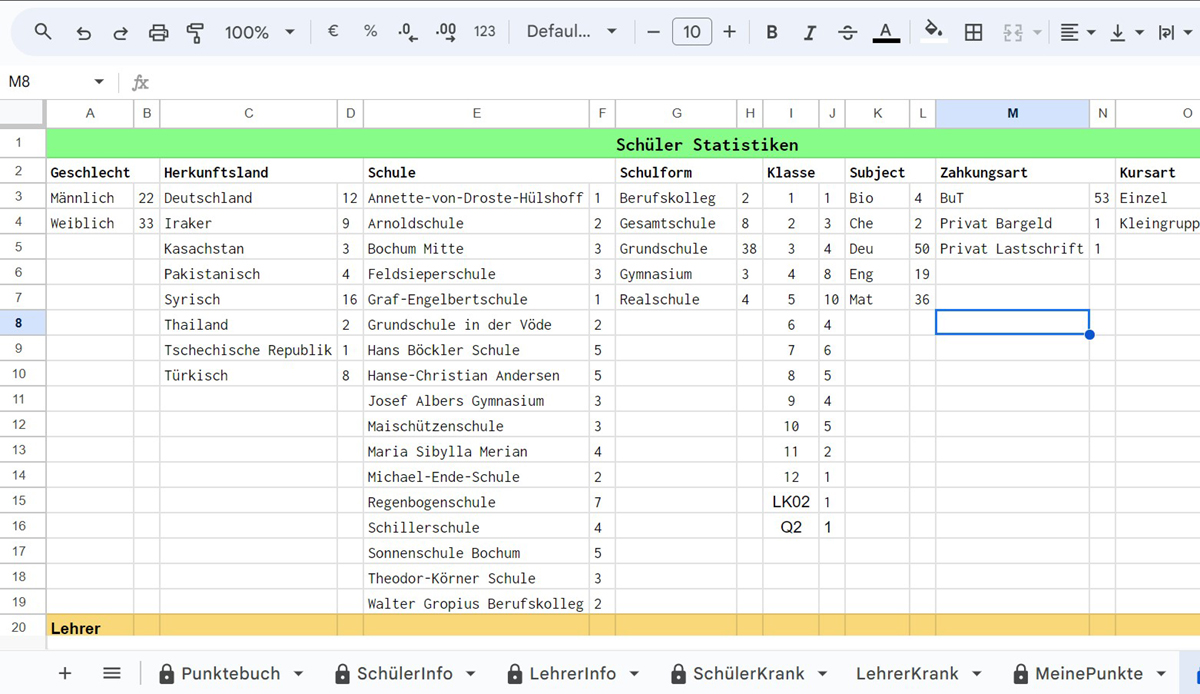 100% € % .0 .00 123 Defaul... − 10 + B I S A
M8 fx
A B C D E F G H I J K L M N O
1 Schüler Statistiken
2 Geschlecht Herkunftsland Schule Schulform Klasse Subject Zahkungsart Kursart
3 Männlich 22 Deutschland 12 Annette-von-Droste-Hülshoff 1 Berufskolleg 2 1 1 Bio 4 BuT 53 Einzel
4 Weiblich 33 Iraker 9 Arnoldschule 2 Gesamtschule 8 2 3 Che 2 Privat Bargeld 1 Kleingrupp
5 Kasachstan 3 Bochum Mitte 3 Grundschule 38 3 4 Deu 50 Privat Lastschrift 1
6 Pakistanisch 4 Feldsieperschule 3 Gymnasium 3 4 8 Eng 19
7 Syrisch 16 Graf-Engelbertschule 1 Realschule 4 5 10 Mat 36
8 Thailand 2 Grundschule in der Vöde 2 6 4
9 Tschechische Republik 1 Hans Böckler Schule 5 7 6
10 Türkisch 8 Hanse-Christian Andersen 5 8 5
11 Josef Albers Gymnasium 3 9 4
12 Maischützenschule 3 10 5
13 Maria Sibylla Merian 4 11 2
14 Michael-Ende-Schule 2 12 1
15 Regenbogenschule 7 LK02 1
16 Schillerschule 4 Q2 1
17 Sonnenschule Bochum 5
18 Theodor-Körner Schule 3
19 Walter Gropius Berufskolleg 2
20 Lehrer
+ Punktebuch SchülerInfo LehrerInfo SchülerKrank LehrerKrank MeinePunkte